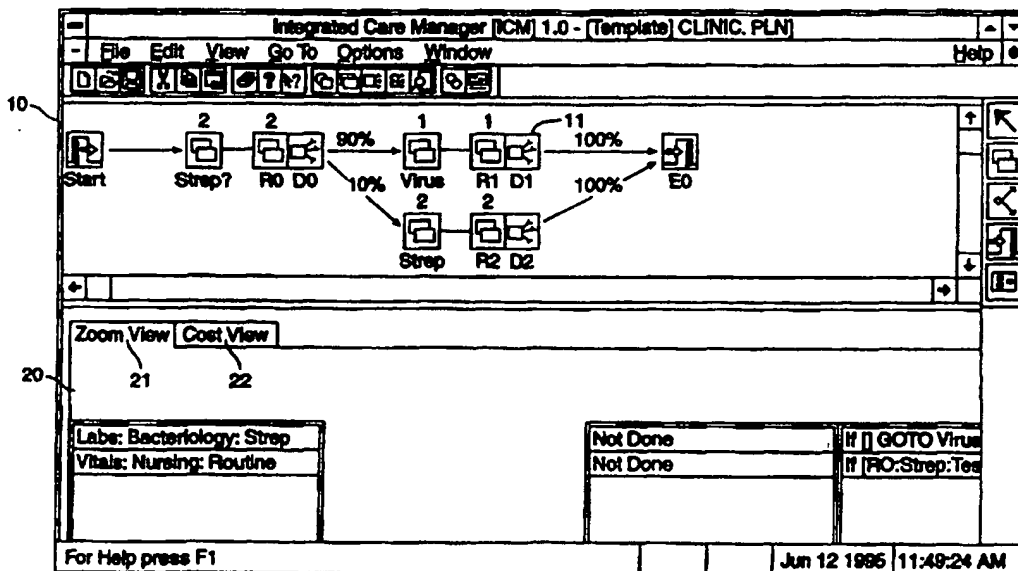 Integrated Care Manager [ICM] 1.0 - [Template] CLINIC. PLN]
File Edit View Go To Options Window Help
10
2 2 1 1 11
90% 100%
Start Strep? R0 D0 Virus R1 D1 E0
10% 2 2 100%
Strep R2 D2
Zoom View Cost View
20 21 22
Labs: Bacteriology: Strep Not Done If [] GOTO Virus
Vitals: Nursing: Routine Not Done If [RO:Strep:Tes
For Help press F1 Jun 12 1995 11:49:24 AM